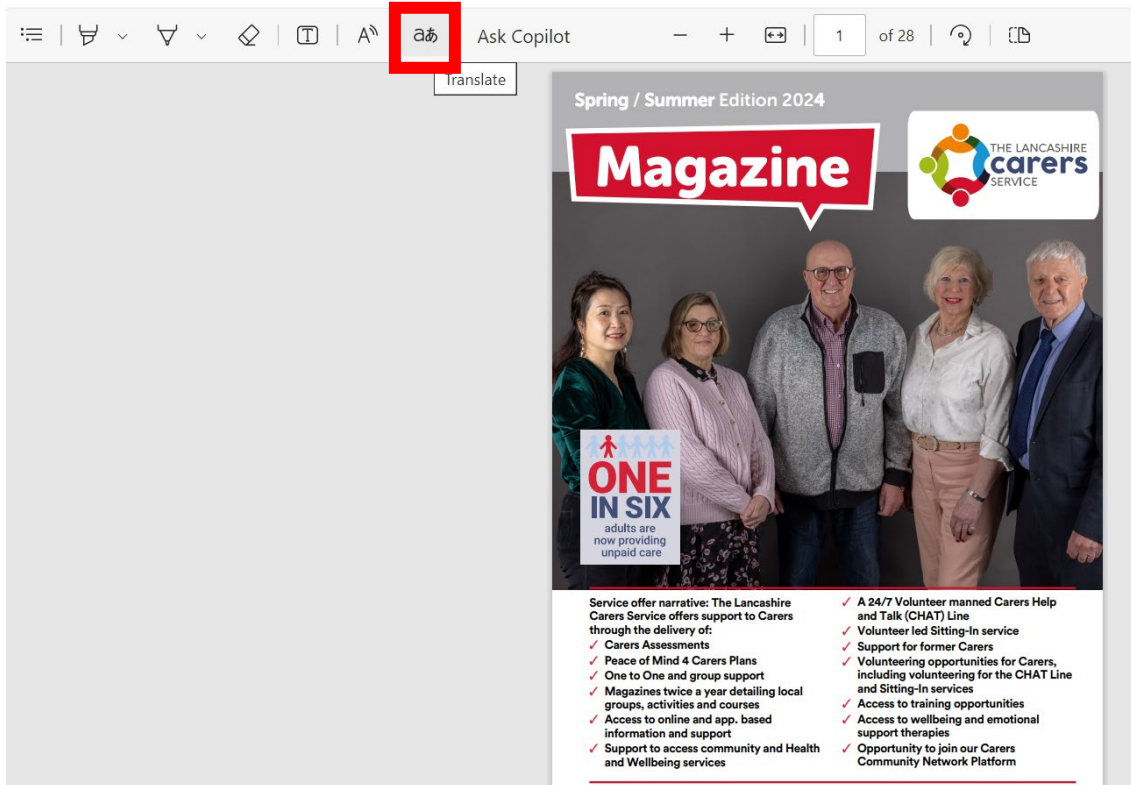 aあ
Ask Copilot
1
of 28
Translate
Spring / Summer Edition 2024
Magazine
THE LANCASHIRE
carers
SERVICE
ONE
IN SIX
adults are
now providing
unpaid care
Service offer narrative: The Lancashire
Carers Service offers support to Carers
through the delivery of:
✓ Carers Assessments
✓ Peace of Mind 4 Carers Plans
✓ One to One and group support
✓ Magazines twice a year detailing local
groups, activities and courses
✓ Access to online and app. based
information and support
✓ Support to access community and Health
and Wellbeing services
✓ A 24/7 Volunteer manned Carers Help
and Talk (CHAT) Line
✓ Volunteer led Sitting-In service
✓ Support for former Carers
✓ Volunteering opportunities for Carers,
including volunteering for the CHAT Line
and Sitting-In services
✓ Access to training opportunities
✓ Access to wellbeing and emotional
support therapies
✓ Opportunity to join our Carers
Community Network Platform